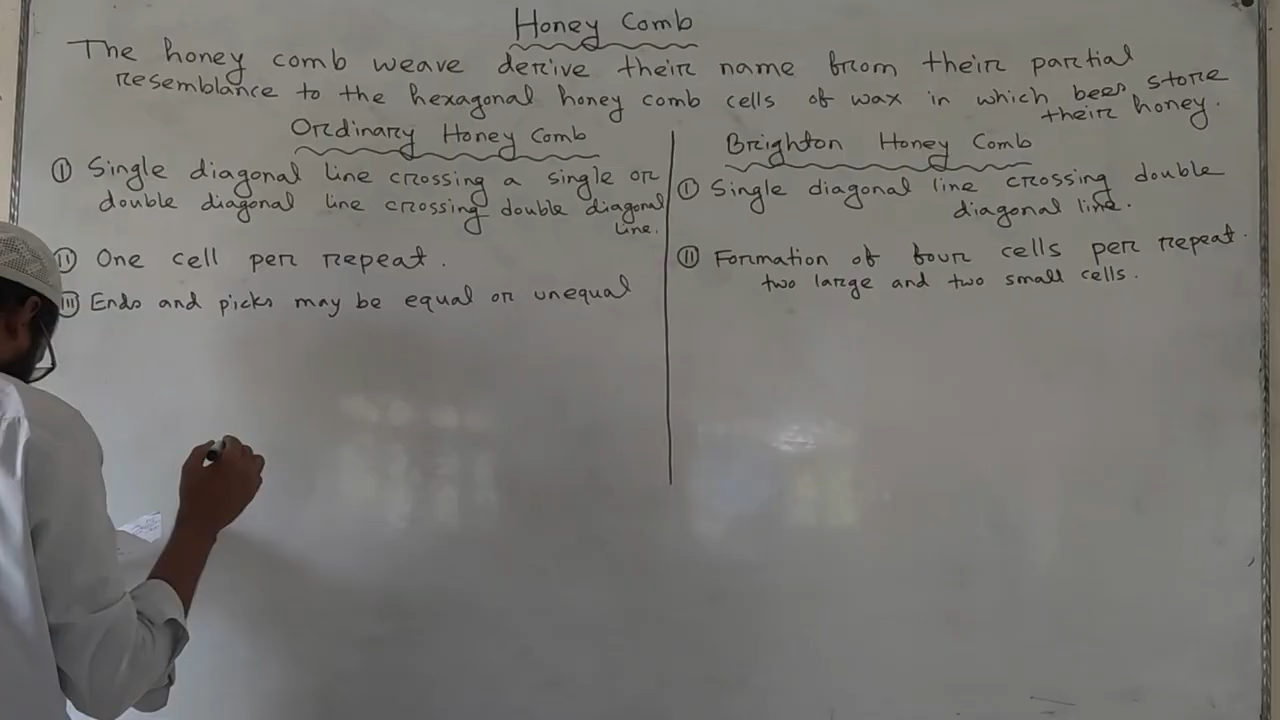 Honey Comb
The honey comb weave derive their name from their partial
resemblance to the hexagonal honey comb cells of wax in which bees store
their honey.
Ordinary Honey Comb
I Single diagonal line crossing a single or
double diagonal line crossing double diagonal
line.
II One cell per repeat.
III Ends and picks may be equal or unequal
Brighton Honey Comb
I Single diagonal line crossing double
diagonal line.
II Formation of four cells per repeat.
two large and two small cells.